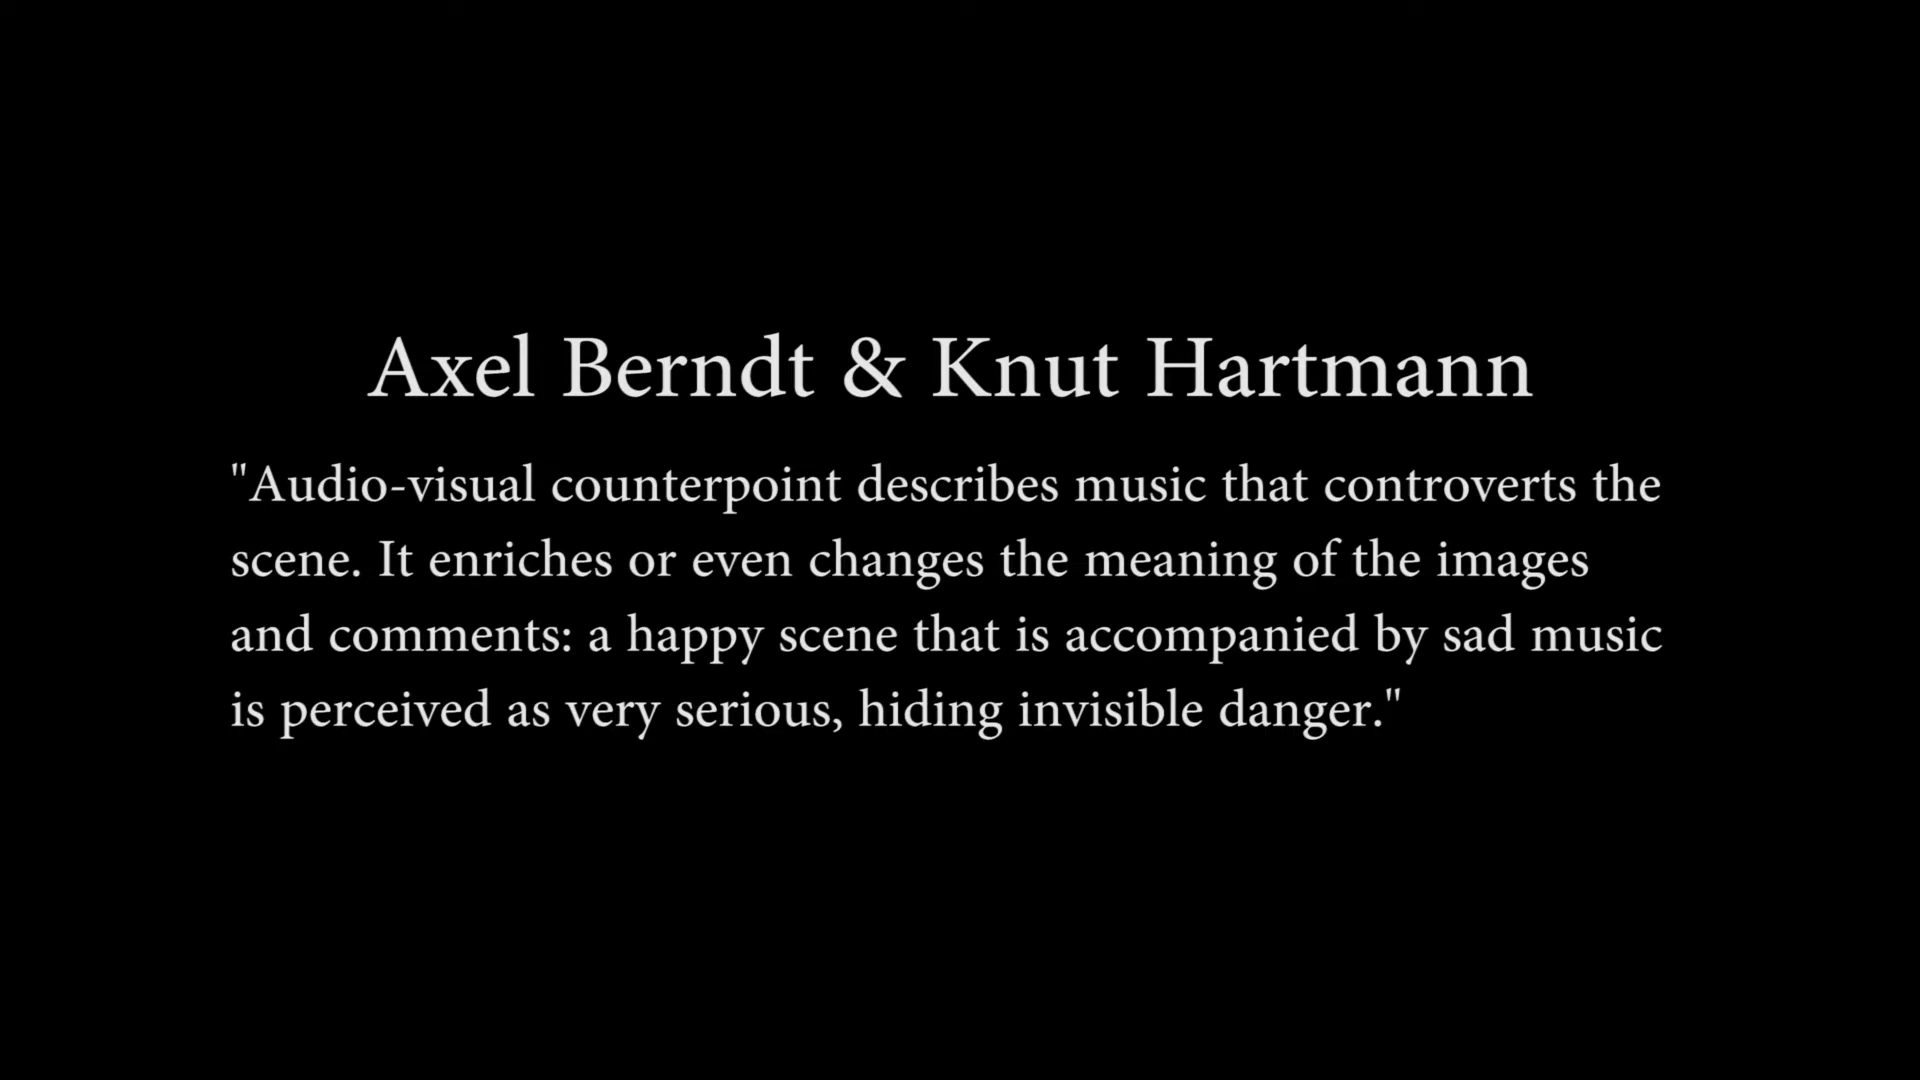 Axel Berndt & Knut Hartmann
"Audio-visual counterpoint describes music that controverts the
scene. It enriches or even changes the meaning of the images
and comments: a happy scene that is accompanied by sad music
is perceived as very serious, hiding invisible danger."